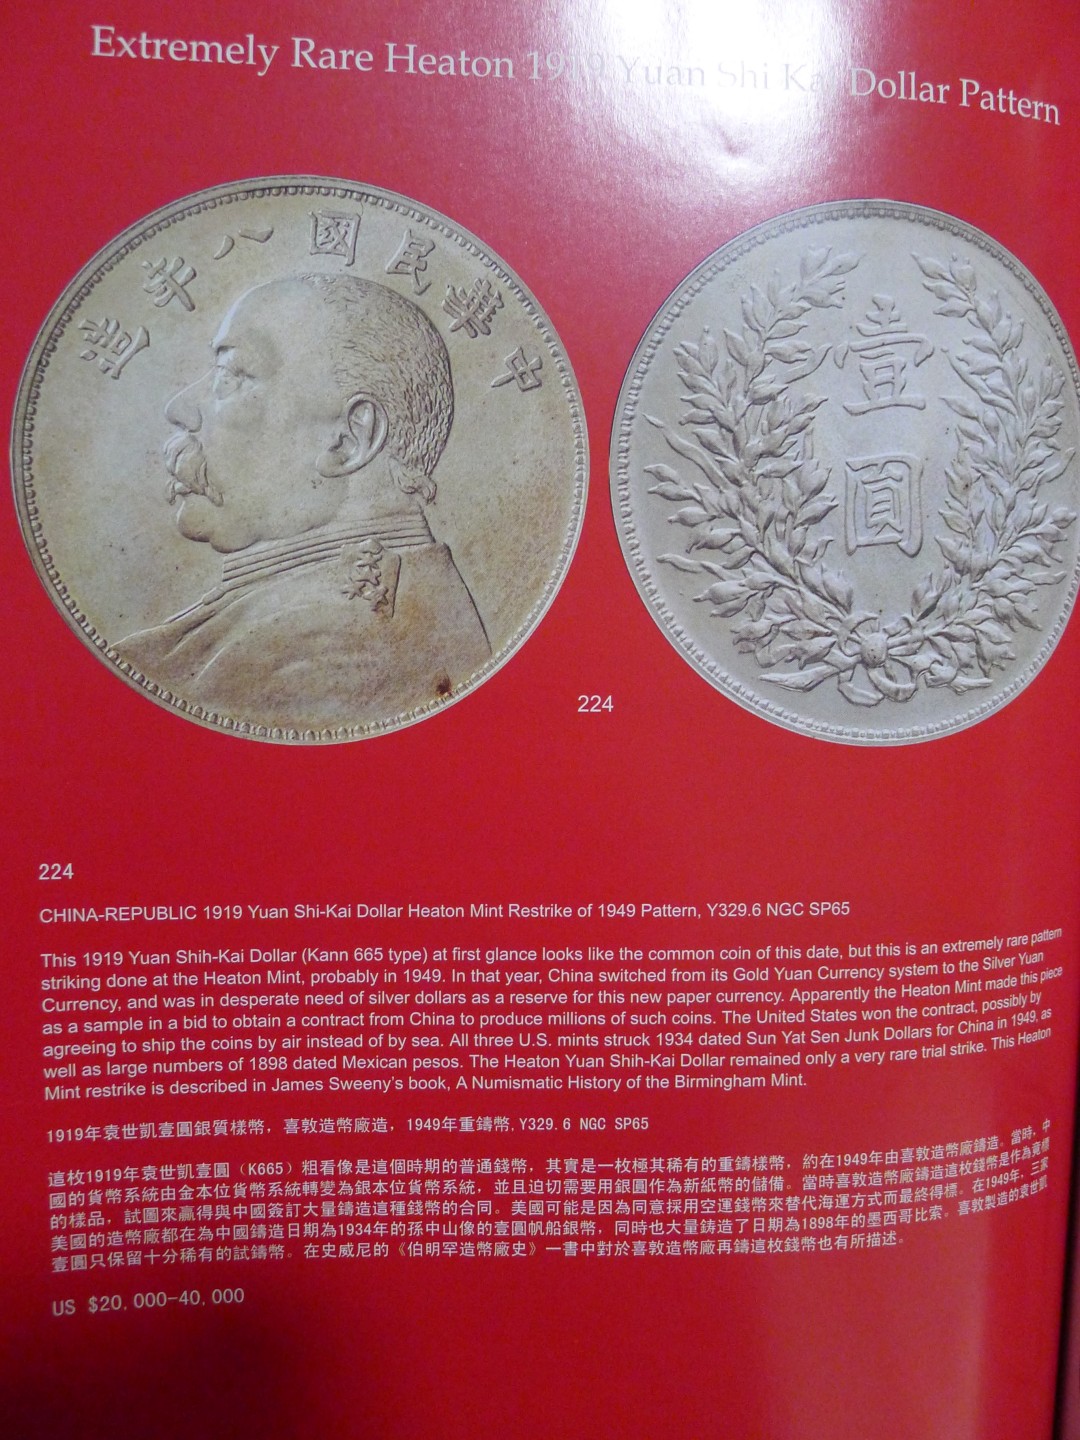 Extremely Rare Heaton 1919 Yuan Shi Kai Dollar Pattern
造年八國民華中
壹
圓
224
224
CHINA-REPUBLIC 1919 Yuan Shi-Kai Dollar Heaton Mint Restrike of 1949 Pattern, Y329.6 NGC SP65
This 1919 Yuan Shih-Kai Dollar (Kann 665 type) at first glance looks like the common coin of this date, but this is an extremely rare pattern
striking done at the Heaton Mint, probably in 1949. In that year, China switched from its Gold Yuan Currency system to the Silver Yuan
Currency, and was in desperate need of silver dollars as a reserve for this new paper currency. Apparently the Heaton Mint made this piece
as a sample in a bid to obtain a contract from China to produce millions of such coins. The United States won the contract, possibly by
agreeing to ship the coins by air instead of by sea. All three U.S. mints struck 1934 dated Sun Yat Sen Junk Dollars for China in 1949, as
well as large numbers of 1898 dated Mexican pesos. The Heaton Yuan Shih-Kai Dollar remained only a very rare trial strike. This Heaton
Mint restrike is described in James Sweeny's book, A Numismatic History of the Birmingham Mint.
1919年袁世凱壹圓銀質樣幣，喜敦造幣廠造，1949年重鑄幣,Y329.6 NGC SP65
這枚1919年袁世凱壹圓（K665）粗看像是這個時期的普通錢幣，其實是一枚極其稀有的重鑄樣幣，約在1949年由喜敦造幣廠鑄造。當時，中
國的貨幣系統由金本位貨幣系統轉變為銀本位貨幣系統，並且迫切需要用銀圓作為新紙幣的儲備。當時喜敦造幣廠鑄造這枚錢幣是作為競標
的樣品，試圖來贏得與中國簽訂大量鑄造這種錢幣的合同。美國可能是因為同意採用空運錢幣來替代海運方式而最終得標。在1949年，三家
美國的造幣廠都在為中國鑄造日期為1934年的孫中山像的壹圓帆船銀幣，同時也大量鋳造了日期為1898年的墨西哥比索。喜敦製造的袁世凱
壹圓只保留十分稀有的試鑄幣。在史威尼的《伯明罕造幣廠史》一書中對於喜敦造幣廠再鑄這枚錢幣也有所描述。
US $20,000-40,000